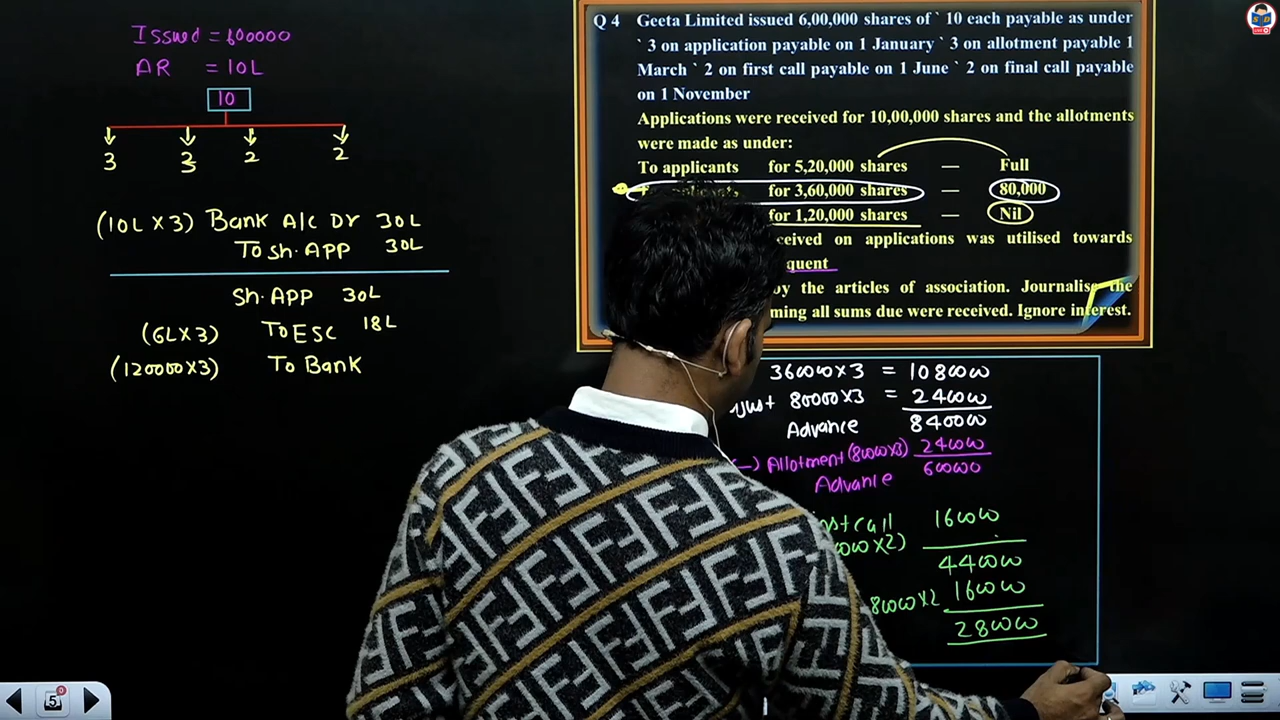 Issued = 600000
AR = 10L
10
3 3 2 2
(10L X 3) Bank A/c Dr 30L
To Sh. APP 30L
Sh. APP 30L
(6L X 3) To ESC 18L
(120000 X 3) To Bank
Q 4 Geeta Limited issued 6,00,000 shares of ` 10 each payable as under
` 3 on application payable on 1 January ` 3 on allotment payable 1
March ` 2 on first call payable on 1 June ` 2 on final call payable
on 1 November
Applications were received for 10,00,000 shares and the allotments
were made as under:
To applicants for 5,20,000 shares — Full
for 3,60,000 shares — 80,000
for 1,20,000 shares — Nil
on applications was utilised towards
quent
by the articles of association. Journalise the
all sums due were received. Ignore interest.
360000 X 3 = 1080000
80000 X 3 = 240000
Advance 840000
(-) Allotment (80000 X 3) 240000
Advance 600000
call 160000
X 2)
440000
80000 X 2 160000
280000
5
0